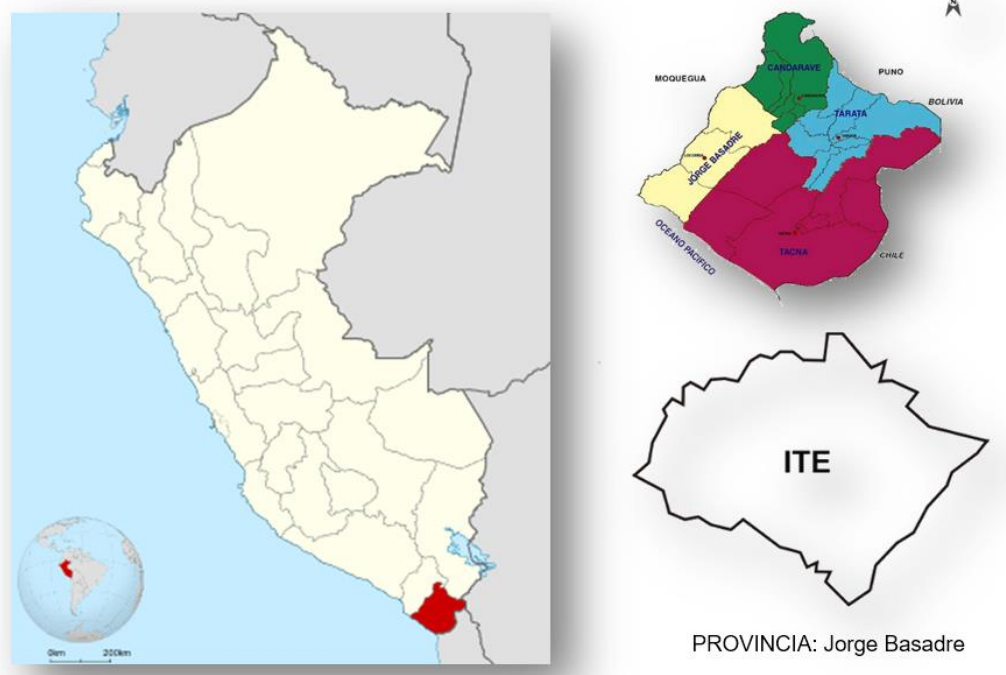 N
MOQUEGUA
CANDARAVE
PUNO
BOLIVIA
TARATA
JORGE BASADRE
OCEANO PACIFICO
TACNA
CHILE
ITE
0km 200km
PROVINCIA: Jorge Basadre